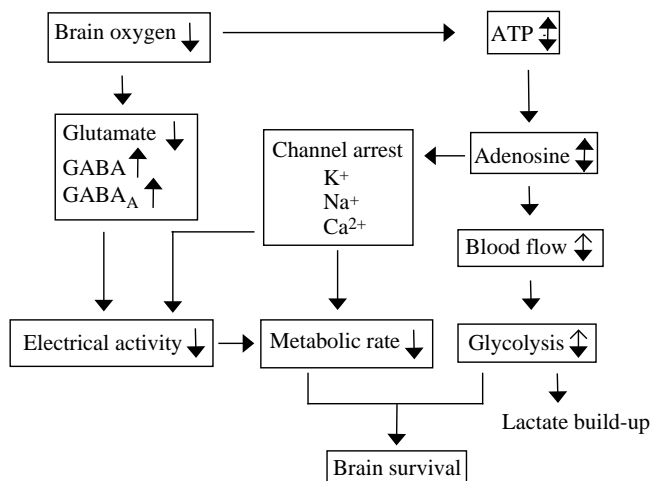 Brain oxygen
ATP
Glutamate
GABA
GABA_A
Channel arrest
K⁺
Na⁺
Ca²⁺
Adenosine
Blood flow
Electrical activity
Metabolic rate
Glycolysis
Lactate build-up
Brain survival